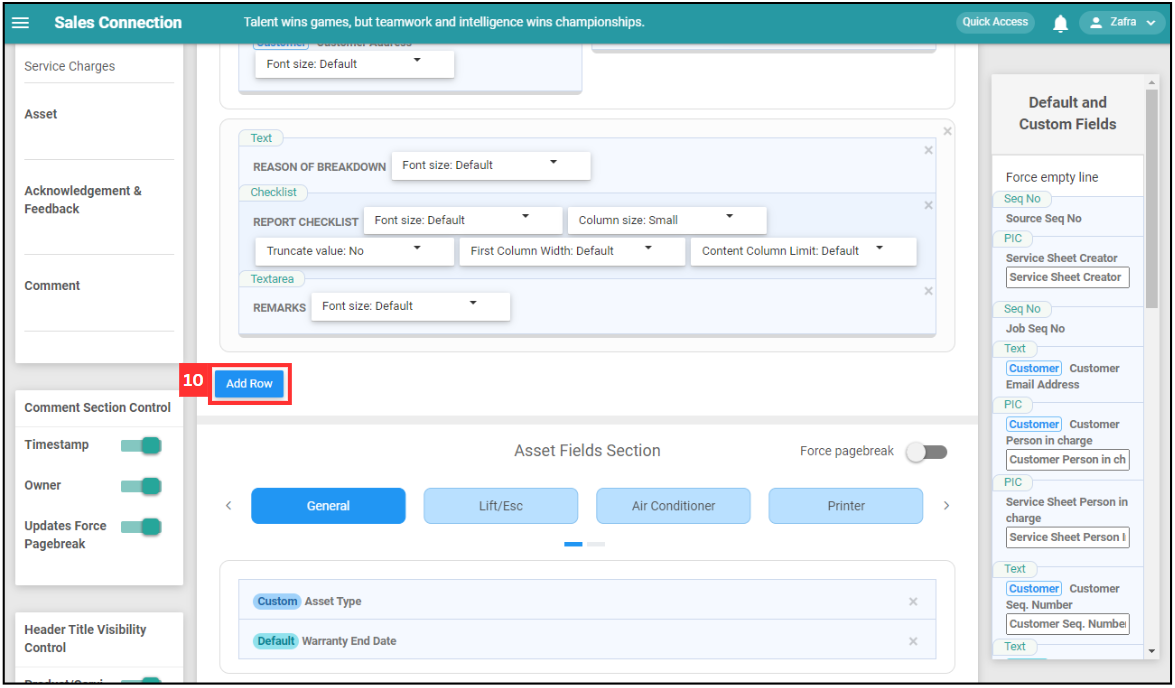 Sales Connection
Talent wins games, but teamwork and intelligence wins championships.
Quick Access
Zafra
Service Charges
Asset
Acknowledgement &
Feedback
Comment
Comment Section Control
Timestamp
Owner
Updates Force
Pagebreak
Header Title Visibility
Control
Customer Customer Address
Font size: Default
Text
REASON OF BREAKDOWN Font size: Default
Checklist
REPORT CHECKLIST Font size: Default Column size: Small
Truncate value: No First Column Width: Default Content Column Limit: Default
Textarea
REMARKS Font size: Default
10 Add Row
Asset Fields Section
Force pagebreak
General Lift/Esc Air Conditioner Printer
Custom Asset Type
Default Warranty End Date
Default and
Custom Fields
Force empty line
Seq No
Source Seq No
PIC
Service Sheet Creator
Service Sheet Creator
Seq No
Job Seq No
Text
Customer Customer
Email Address
PIC
Customer Customer
Person in charge
Customer Person in ch
PIC
Service Sheet Person in
charge
Service Sheet Person I
Text
Customer Customer
Seq. Number
Customer Seq. Numbe
Text